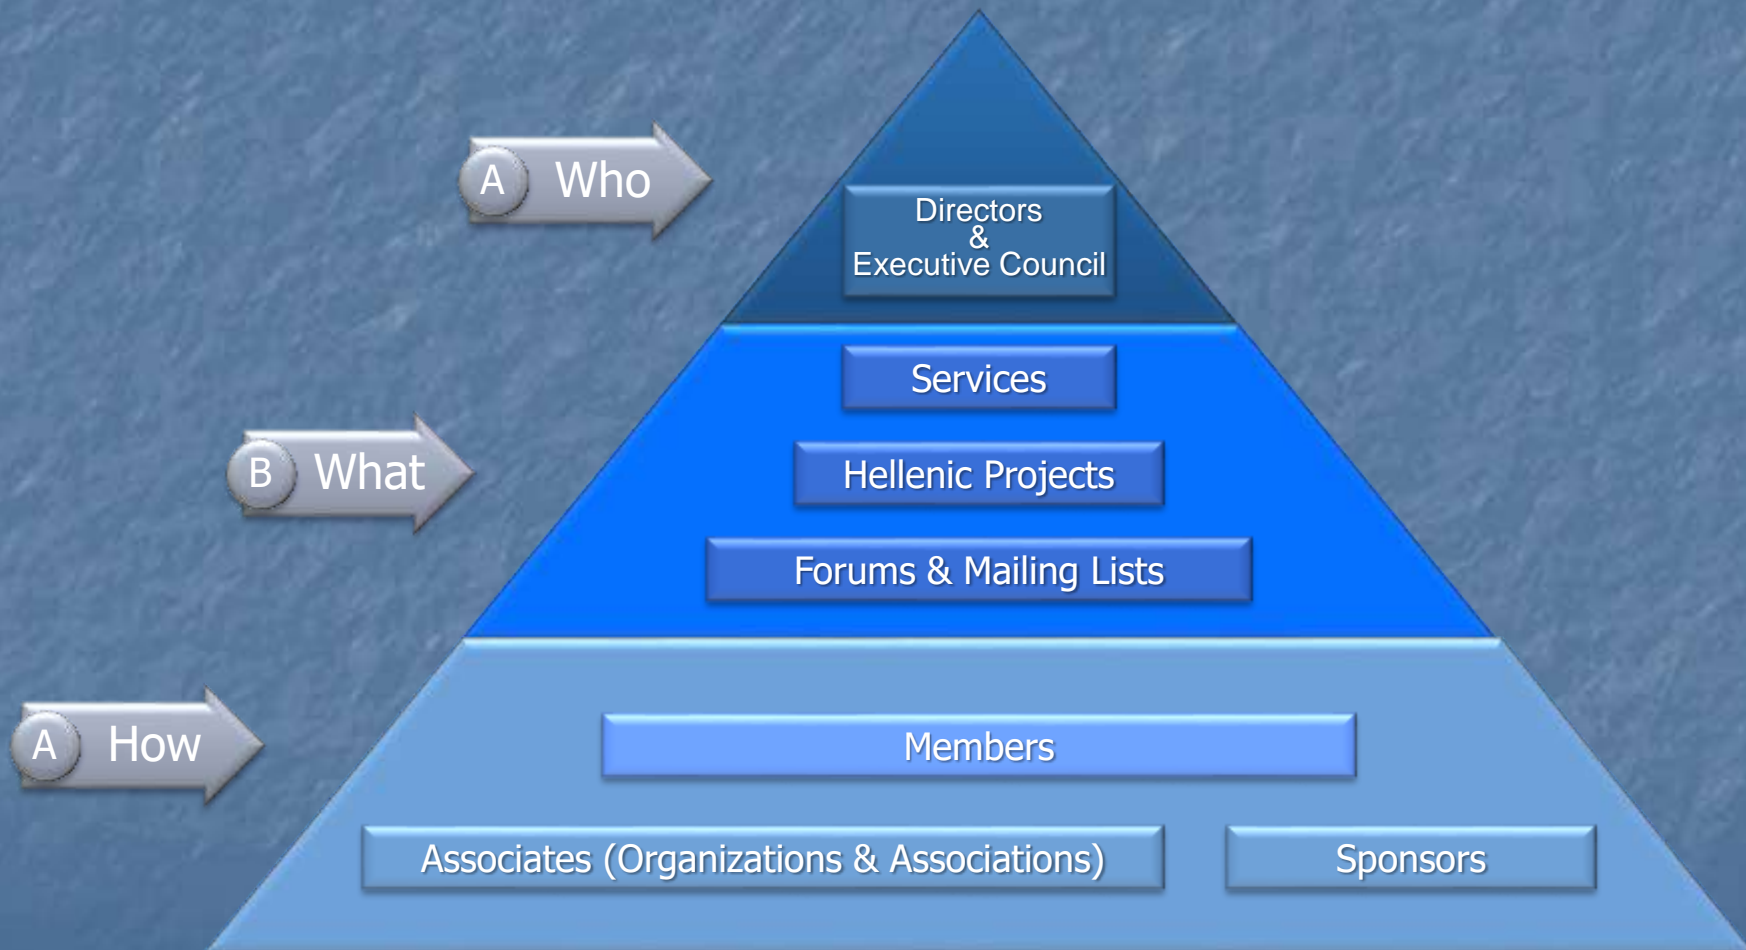 A Who
Directors
&
Executive Council
Services
B What
Hellenic Projects
Forums & Mailing Lists
A How
Members
Associates (Organizations & Associations)
Sponsors